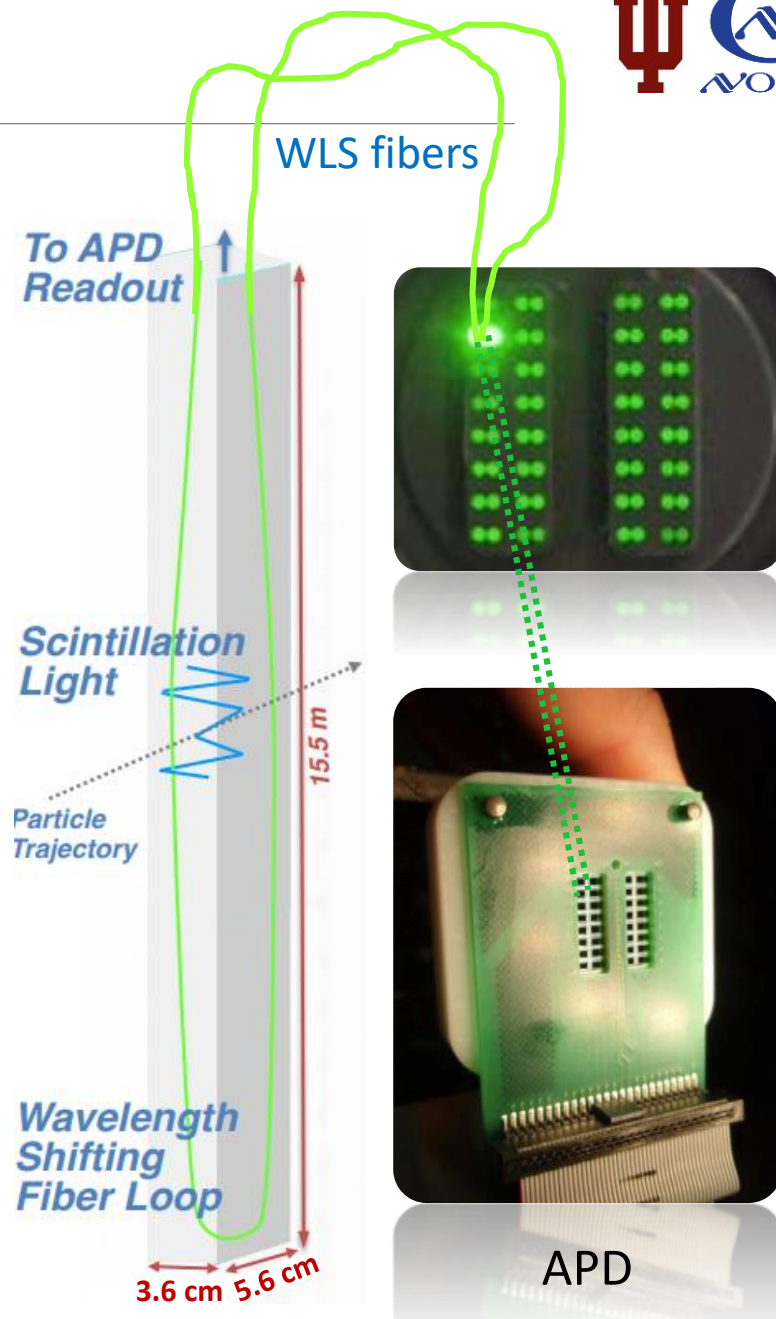 WLS fibers
To APD
Readout
Scintillation
Light
15.5 m
Particle
Trajectory
Wavelength
Shifting
Fiber Loop
3.6 cm
5.6 cm
APD